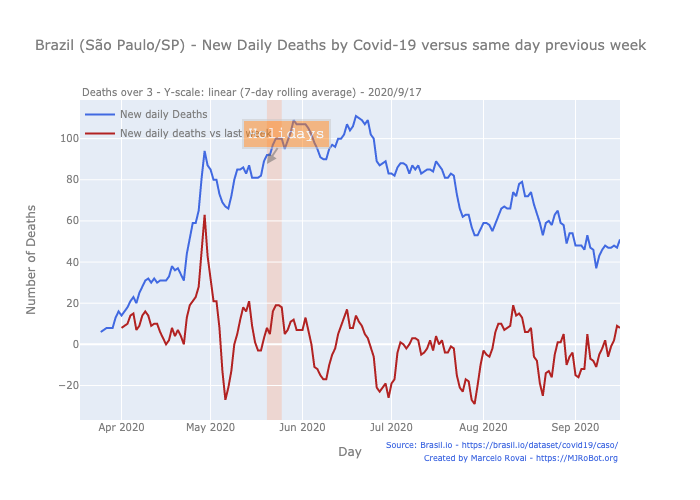 Brazil (São Paulo/SP) - New Daily Deaths by Covid-19 versus same day previous week
Deaths over 3 - Y-scale: linear (7-day rolling average) - 2020/9/17
New daily Deaths
New daily deaths vs last week
Holidays
100
80
60
40
20
0
−20
Number of Deaths
Apr 2020
May 2020
Jun 2020
Jul 2020
Aug 2020
Sep 2020
Day
Source: Brasil.io - https://brasil.io/dataset/covid19/caso/
Created by Marcelo Rovai - https://MJRoBot.org